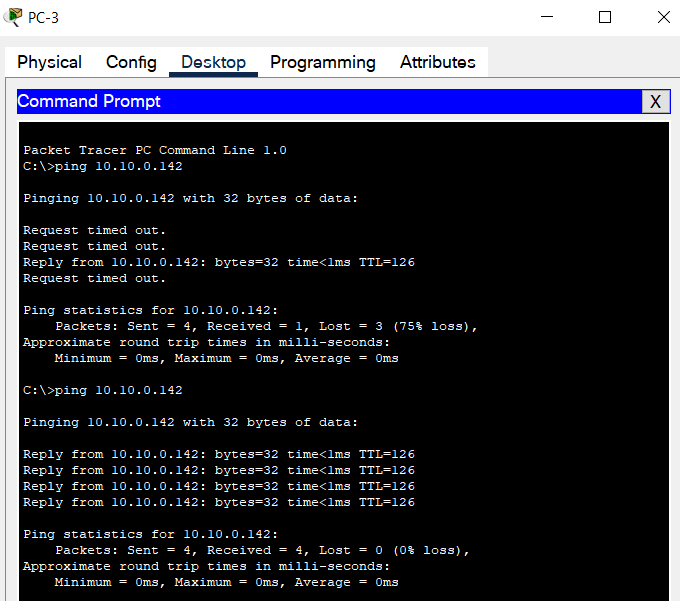 PC-3
Physical Config Desktop Programming Attributes
Command Prompt X
Packet Tracer PC Command Line 1.0
C:\>ping 10.10.0.142
Pinging 10.10.0.142 with 32 bytes of data:
Request timed out.
Request timed out.
Reply from 10.10.0.142: bytes=32 time<1ms TTL=126
Request timed out.
Ping statistics for 10.10.0.142:
    Packets: Sent = 4, Received = 1, Lost = 3 (75% loss),
Approximate round trip times in milli-seconds:
    Minimum = 0ms, Maximum = 0ms, Average = 0ms
C:\>ping 10.10.0.142
Pinging 10.10.0.142 with 32 bytes of data:
Reply from 10.10.0.142: bytes=32 time<1ms TTL=126
Reply from 10.10.0.142: bytes=32 time<1ms TTL=126
Reply from 10.10.0.142: bytes=32 time<1ms TTL=126
Reply from 10.10.0.142: bytes=32 time<1ms TTL=126
Ping statistics for 10.10.0.142:
    Packets: Sent = 4, Received = 4, Lost = 0 (0% loss),
Approximate round trip times in milli-seconds:
    Minimum = 0ms, Maximum = 0ms, Average = 0ms